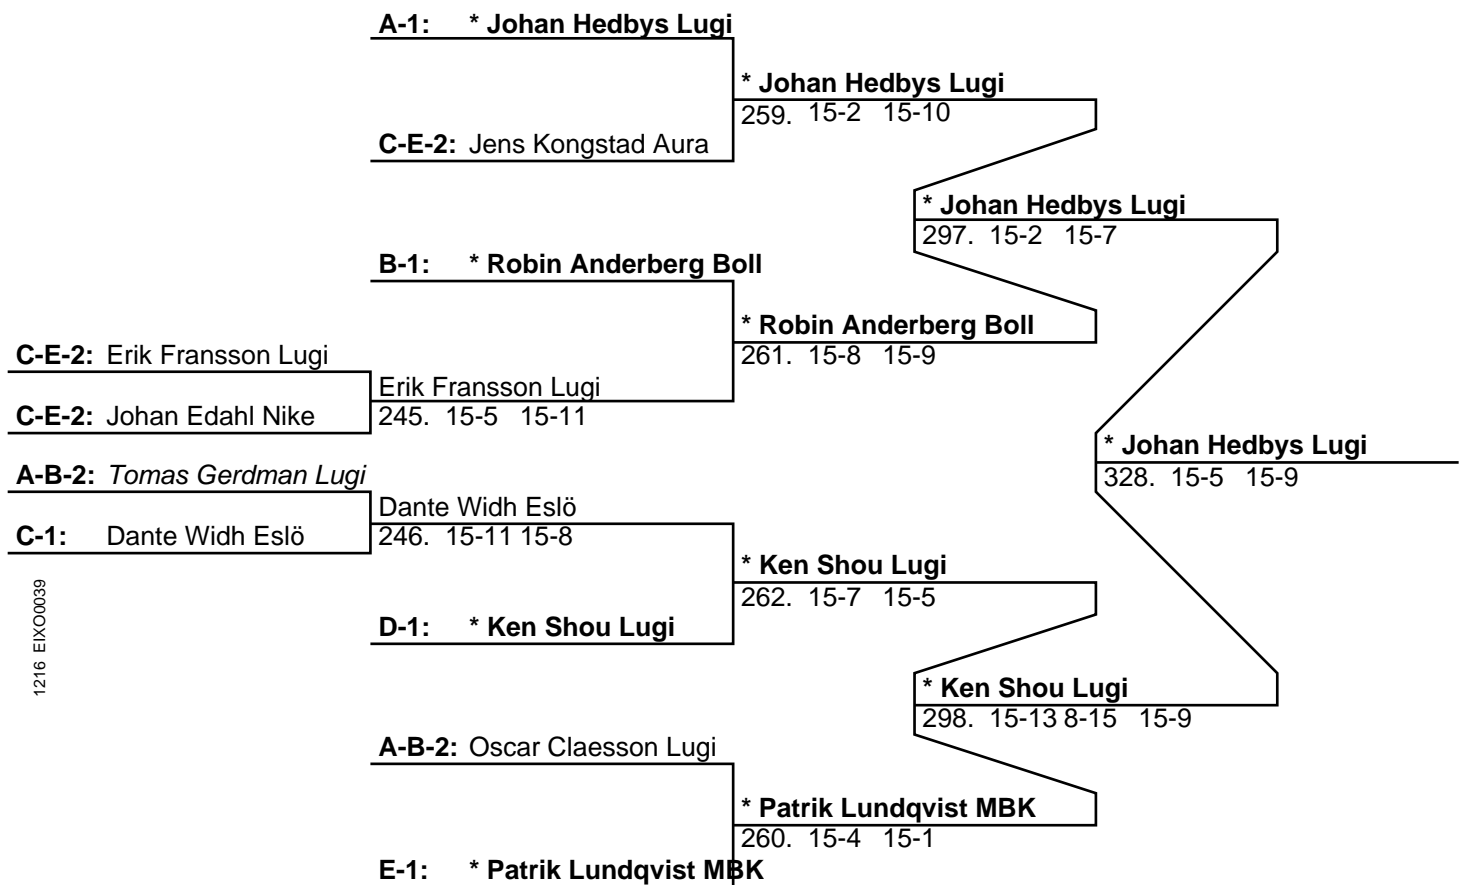 A-1: * Johan Hedbys Lugi
* Johan Hedbys Lugi
259. 15-2 15-10
C-E-2: Jens Kongstad Aura
* Johan Hedbys Lugi
297. 15-2 15-7
B-1: * Robin Anderberg Boll
* Robin Anderberg Boll
261. 15-8 15-9
C-E-2: Erik Fransson Lugi
Erik Fransson Lugi
245. 15-5 15-11
C-E-2: Johan Edahl Nike
* Johan Hedbys Lugi
328. 15-5 15-9
A-B-2: Tomas Gerdman Lugi
Dante Widh Eslö
246. 15-11 15-8
C-1: Dante Widh Eslö
* Ken Shou Lugi
262. 15-7 15-5
D-1: * Ken Shou Lugi
1216 EIXO0039
* Ken Shou Lugi
298. 15-13 8-15 15-9
A-B-2: Oscar Claesson Lugi
* Patrik Lundqvist MBK
260. 15-4 15-1
E-1: * Patrik Lundqvist MBK